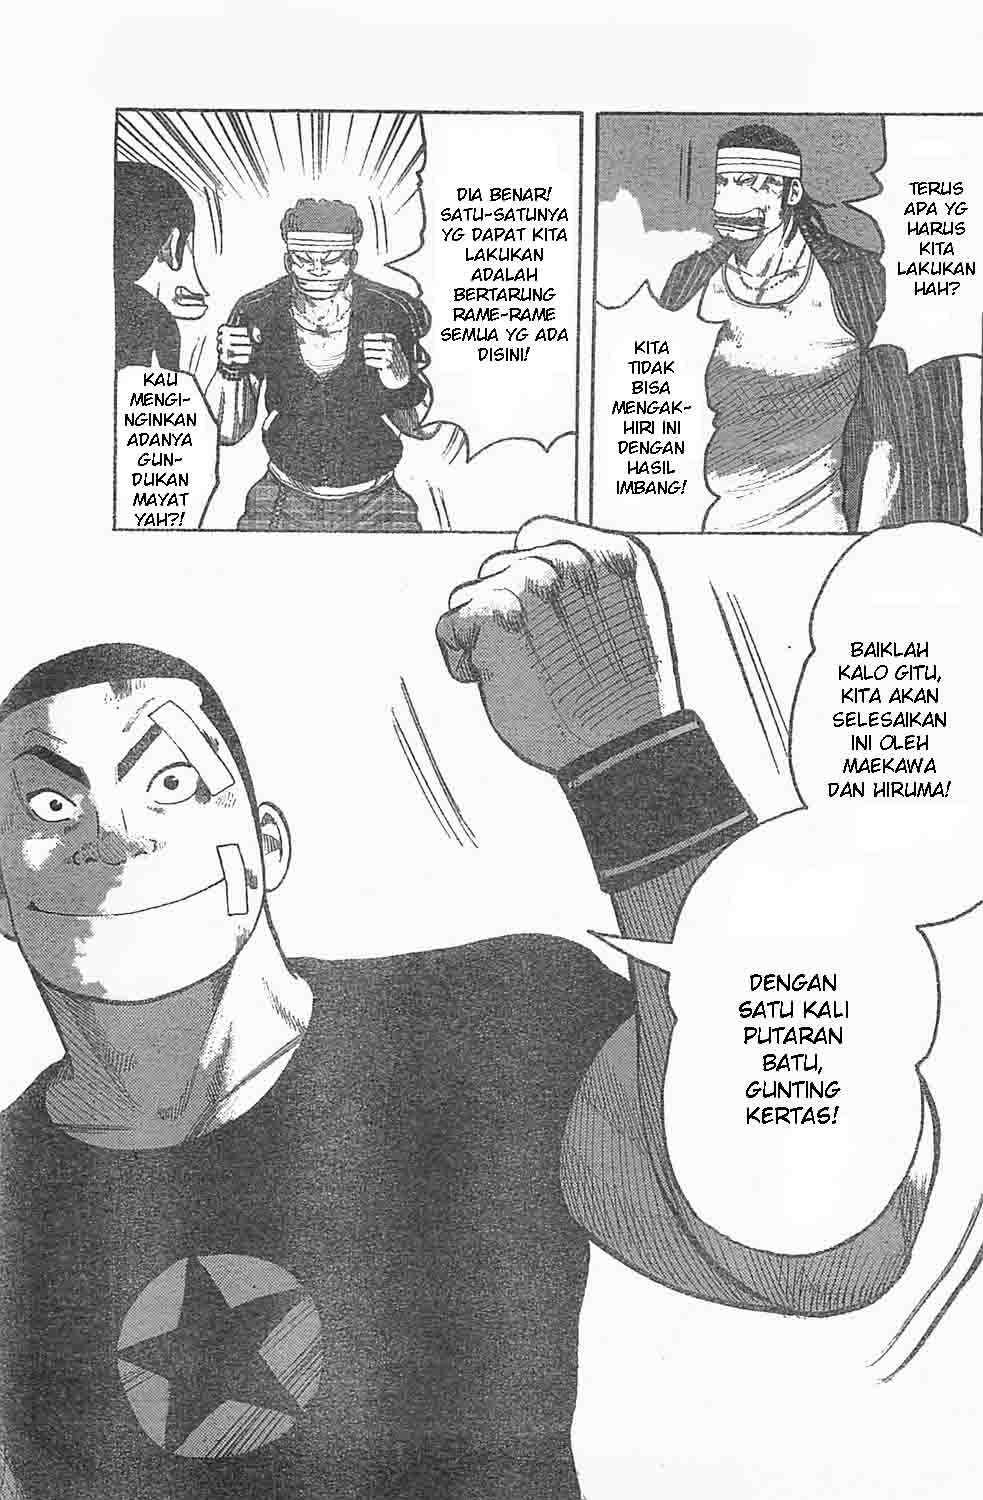 TERUS
APA YG
HARUS
KITA
LAKUKAN
HAH?
KITA
TIDAK
BISA
MENGAK-
HIRI INI
DENGAN
HASIL
IMBANG!
DIA BENAR!
SATU-SATUNYA
YG DAPAT KITA
LAKUKAN
ADALAH
BERTARUNG
RAME-RAME
SEMUA YG ADA
DISINI!
KAU
MENGI-
NGINKAN
ADANYA
GUN-
DUKAN
MAYAT
YAH?!
BAIKLAH
KALO GITU,
KITA AKAN
SELESAIKAN
INI OLEH
MAEKAWA
DAN HIRUMA!
DENGAN
SATU KALI
PUTARAN
BATU,
GUNTING
KERTAS!